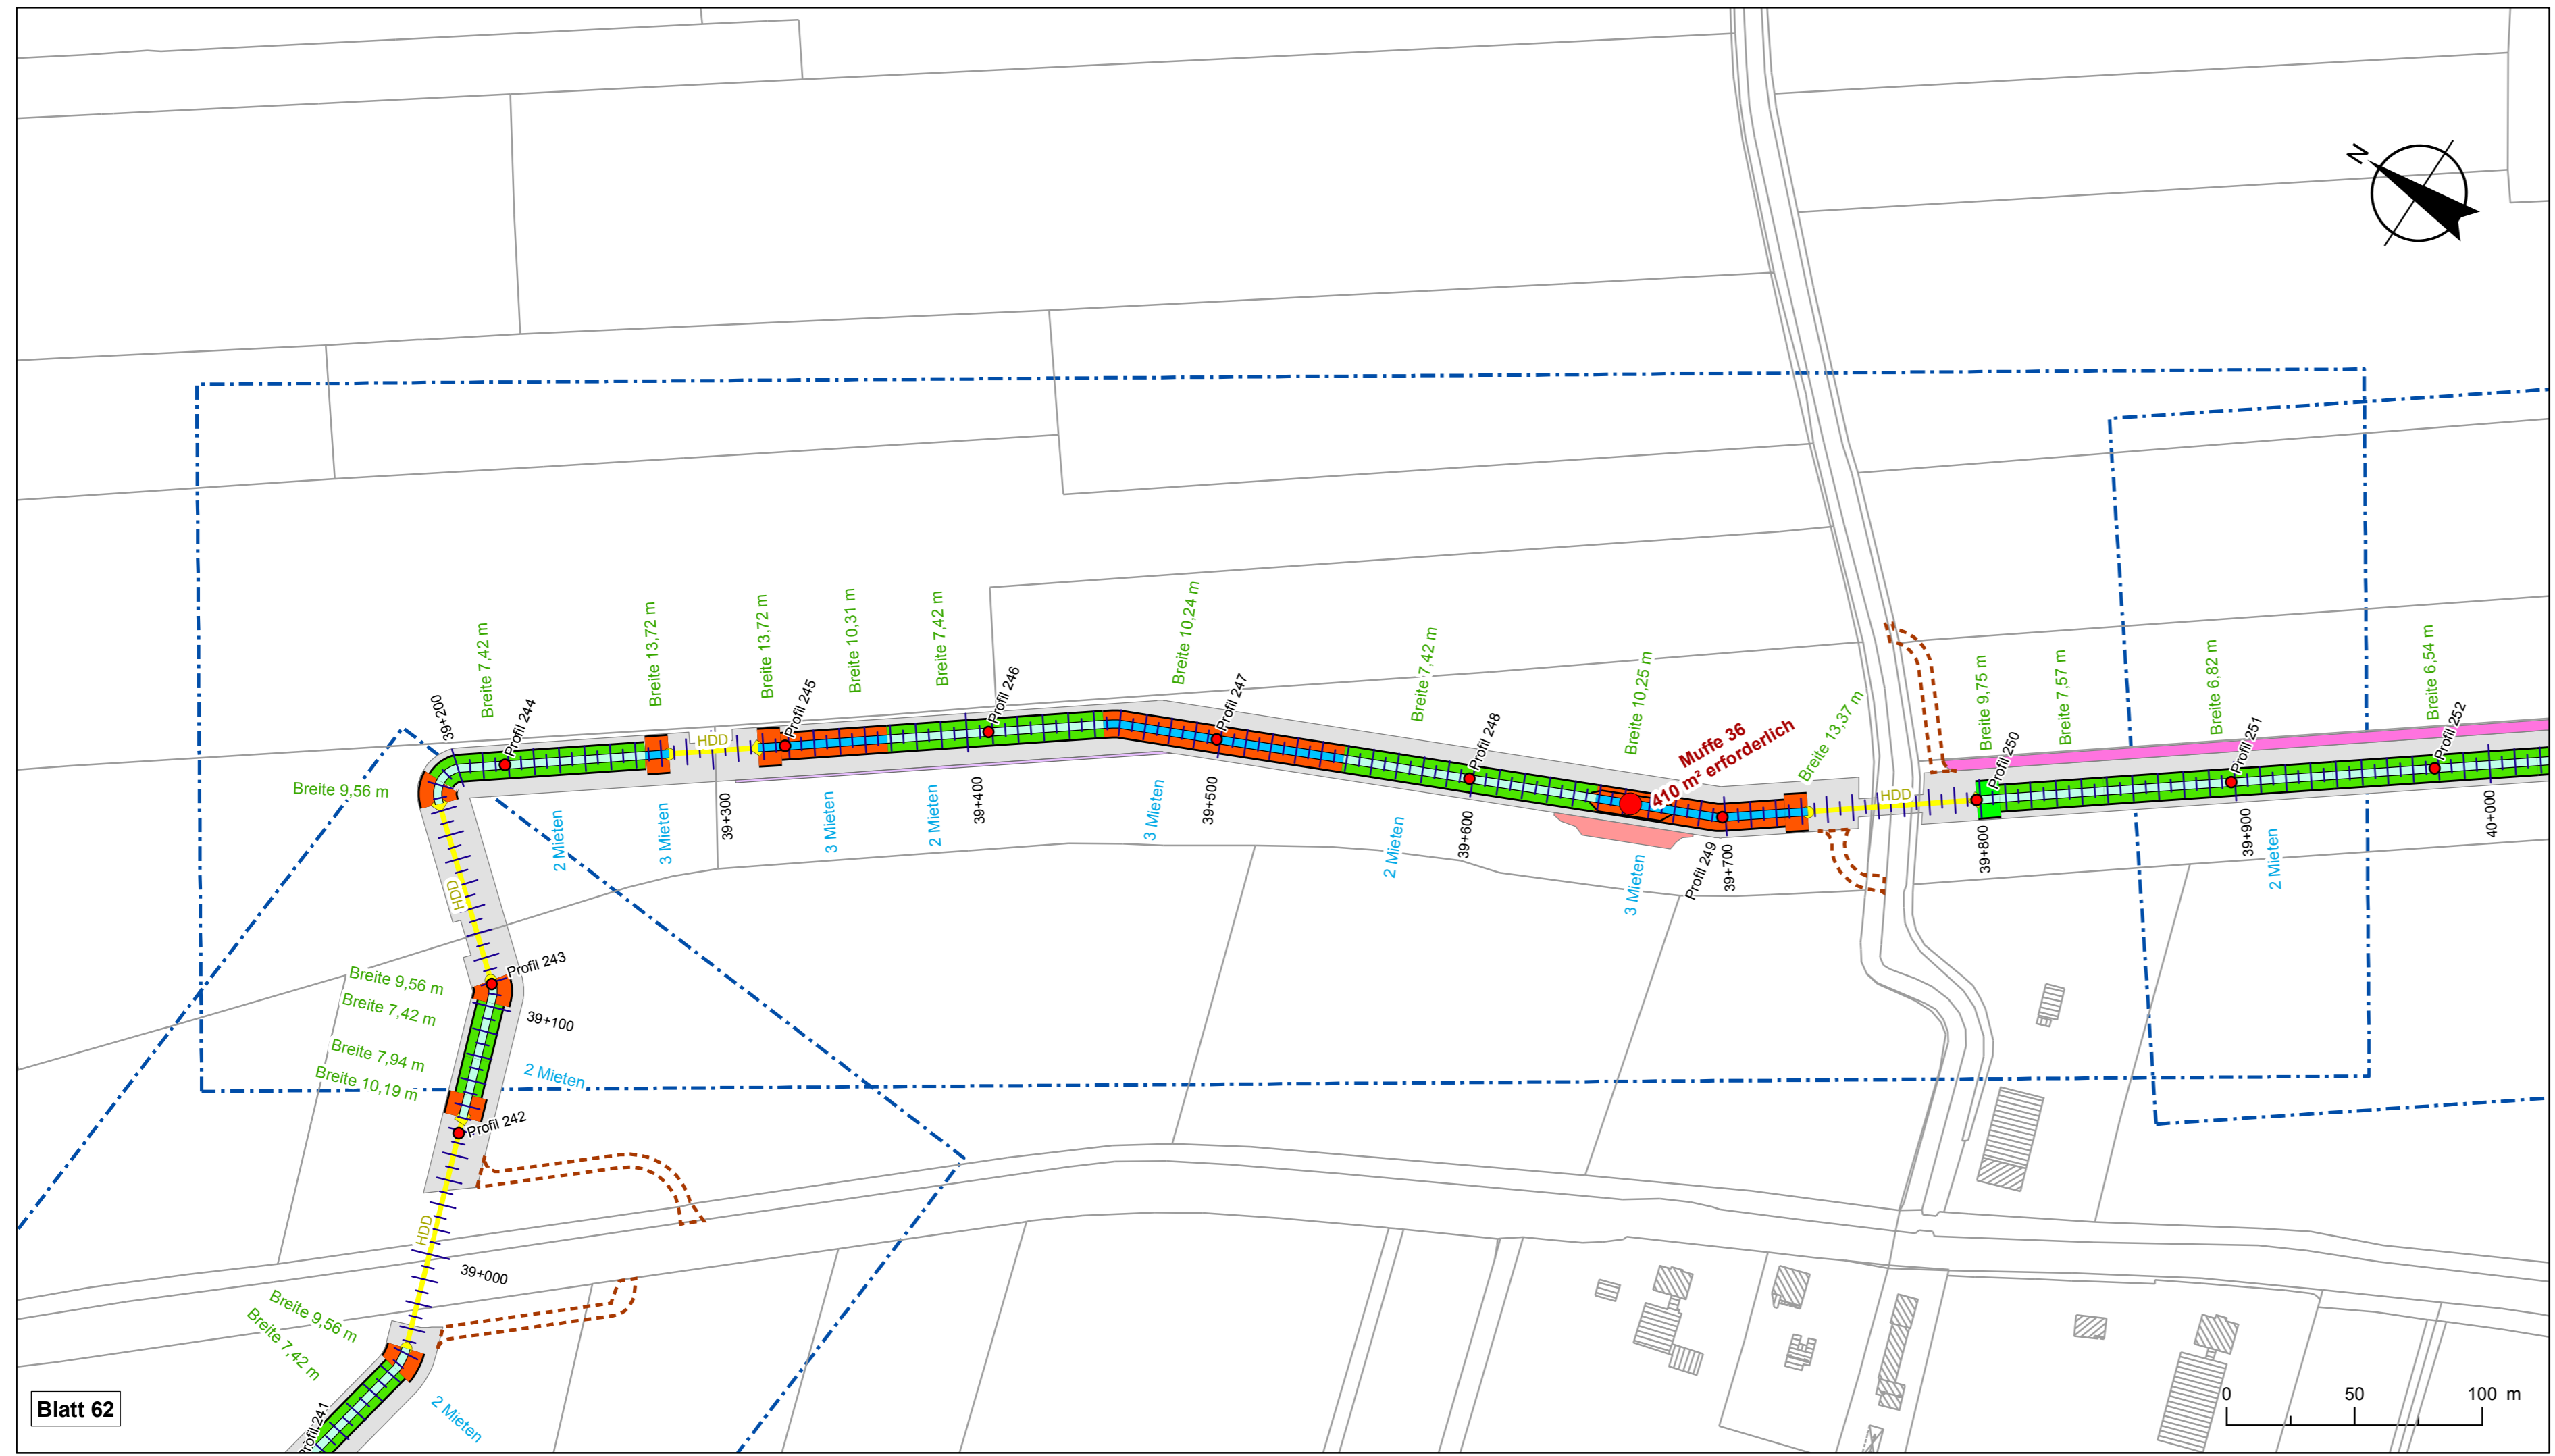 N
Breite 7,42 m
Breite 13,72 m
Breite 13,72 m
Breite 10,31 m
Breite 7,42 m
Breite 10,24 m
Breite 7,42 m
Breite 10,25 m
Breite 13,37 m
Breite 9,75 m
Breite 7,57 m
Breite 6,82 m
Breite 6,54 m
39+200
Profil 244
HDD
Profil 245
Profil 246
Profil 247
Profil 248
Muffe 36
410 m² erforderlich
HDD
Profil 250
Profil 251
Profil 252
Breite 9,56 m
2 Mieten
3 Mieten
39+300
3 Mieten
2 Mieten
39+400
3 Mieten
39+500
2 Mieten
39+600
3 Mieten
Profil 249
39+700
39+800
39+900
2 Mieten
40+000
HDD
Profil 243
Breite 9,56 m
Breite 7,42 m
39+100
Breite 7,94 m
Breite 10,19 m
2 Mieten
Profil 242
HDD
39+000
Breite 9,56 m
Breite 7,42 m
2 Mieten
Profil 241
Blatt 62
0 50 100 m